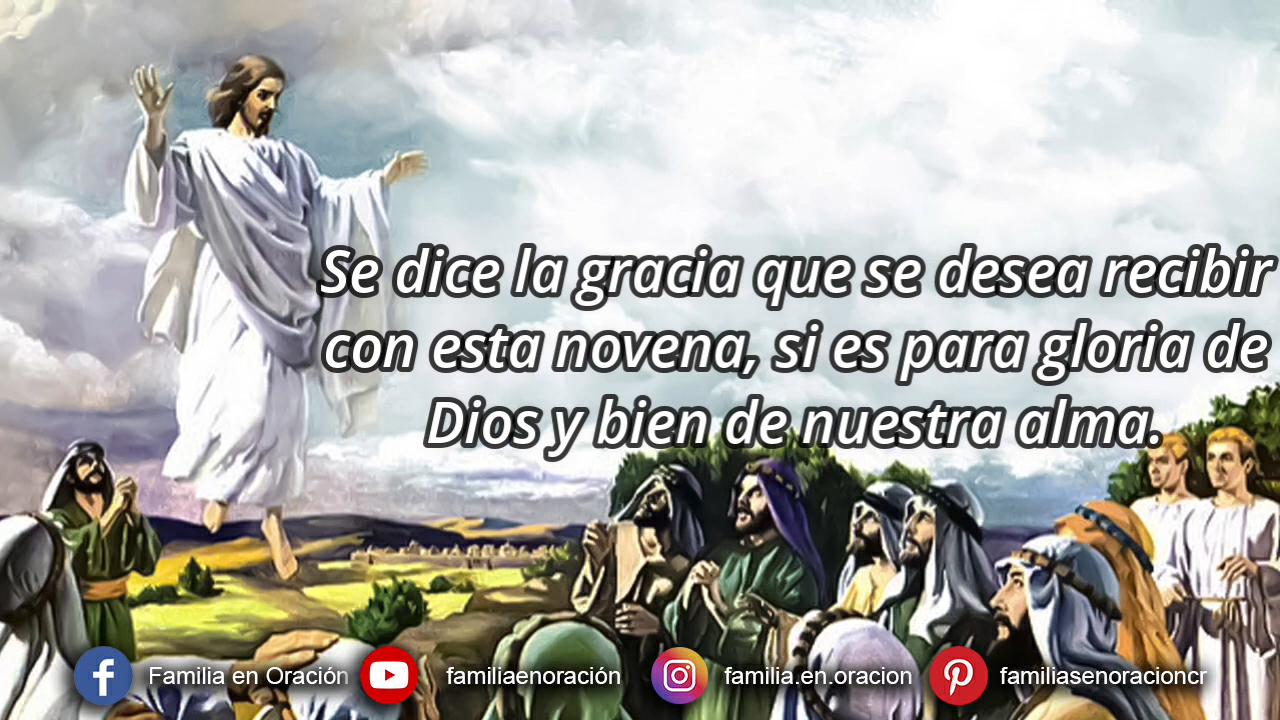 Se dice la gracia que se desea recibir
con esta novena, si es para gloria de
Dios y bien de nuestra alma.
Familia en Oración familiaenoración familia.en.oracion familiasenoracioncr